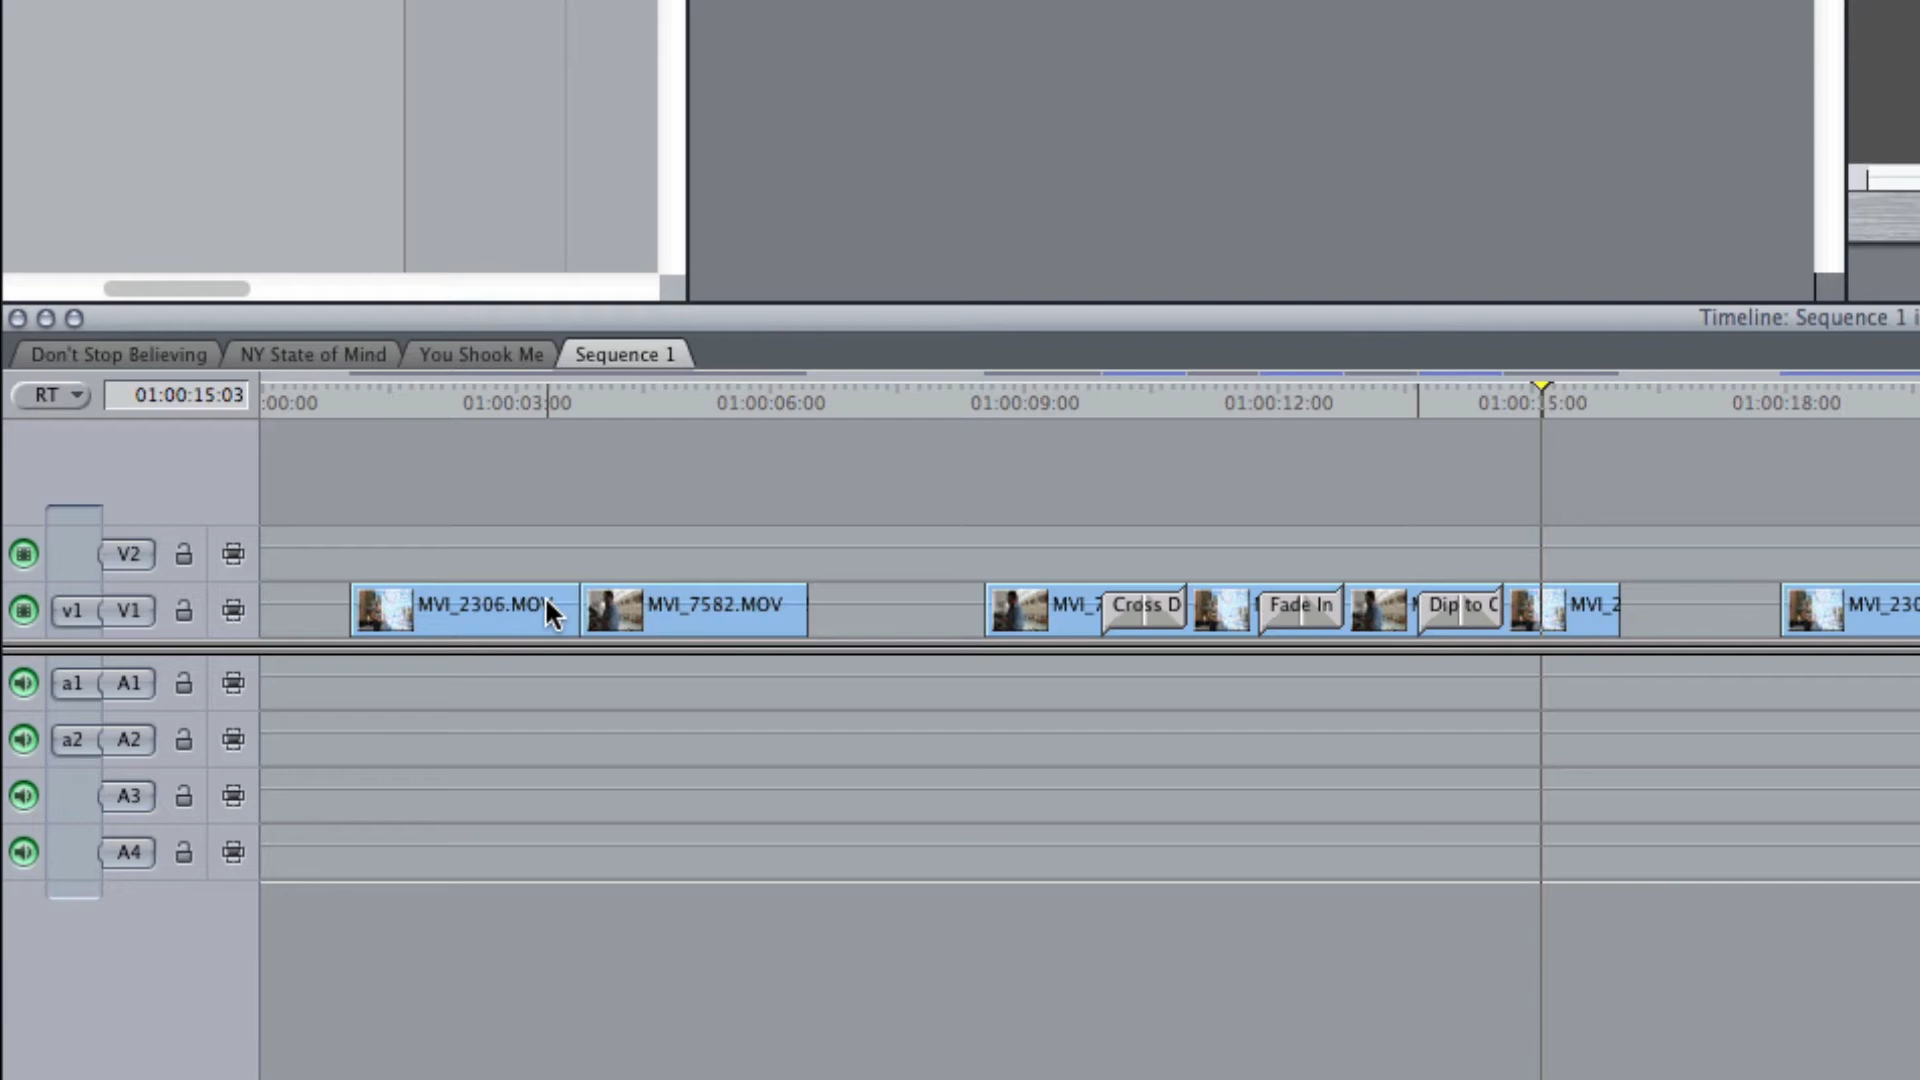 Timeline: Sequence 1 i
Don't Stop Believing NY State of Mind You Shook Me Sequence 1
RT 01:00:15:03 :00:00 01:00:03:00 01:00:06:00 01:00:09:00 01:00:12:00 01:00:15:00 01:00:18:00
V2
v1 V1 MVI_2306.MOV MVI_7582.MOV MVI_7 Cross D Fade In Dip to C MVI_2 MVI_230
a1 A1
a2 A2
A3
A4